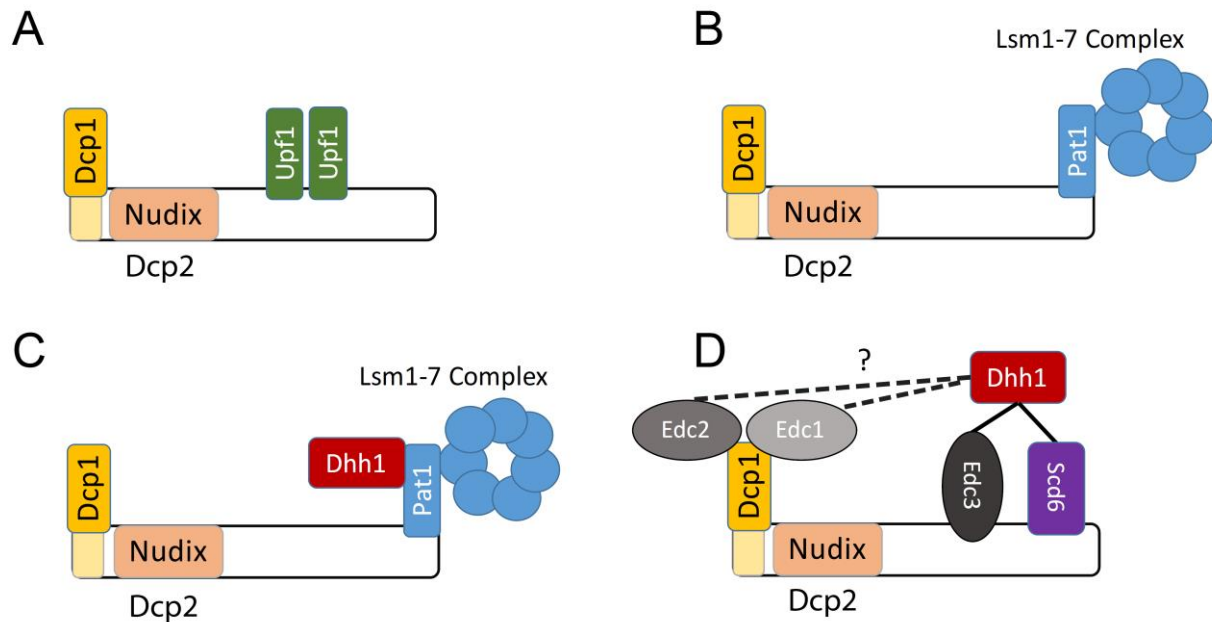 A
Dcp1
Upf1
Upf1
Nudix
Dcp2
B
Lsm1-7 Complex
Dcp1
Pat1
Nudix
Dcp2
C
Lsm1-7 Complex
Dhh1
Dcp1
Pat1
Nudix
Dcp2
D
?
Dhh1
Edc2
Edc1
Dcp1
Edc3
Scd6
Nudix
Dcp2